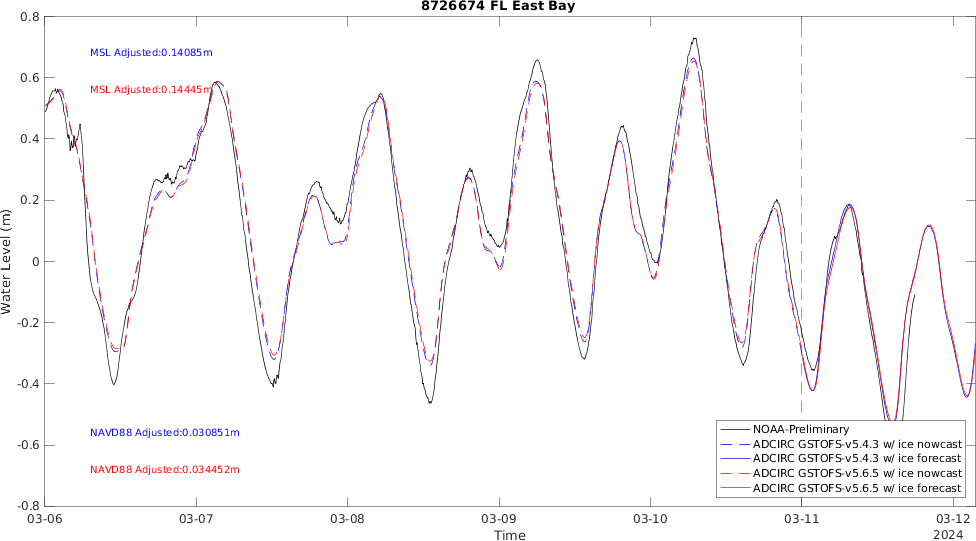 8726674 FL East Bay
MSL Adjusted:0.14085m
MSL Adjusted:0.14445m
NAVD88 Adjusted:0.030851m
NAVD88 Adjusted:0.034452m
Water Level (m)
0.8
0.6
0.4
0.2
0
-0.2
-0.4
-0.6
-0.8
NOAA-Preliminary
ADCIRC GSTOFS-v5.4.3 w/ ice nowcast
ADCIRC GSTOFS-v5.4.3 w/ ice forecast
ADCIRC GSTOFS-v5.6.5 w/ ice nowcast
ADCIRC GSTOFS-v5.6.5 w/ ice forecast
03-06 03-07 03-08 03-09 03-10 03-11 03-12
Time
2024